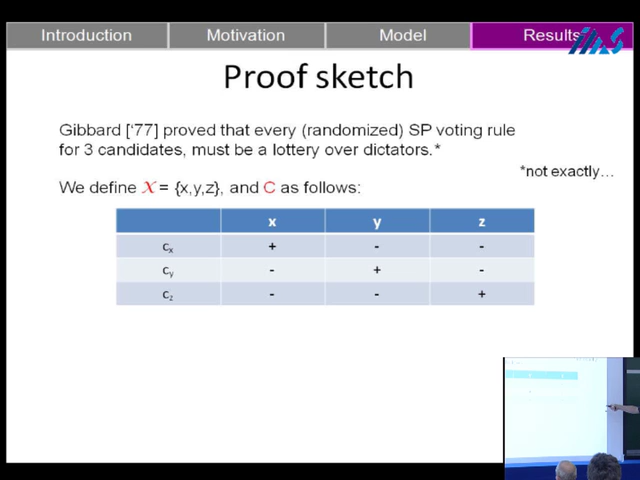 Introduction
Motivation
Model
Results
IIAS
Proof sketch
Gibbard ['77] proved that every (randomized) SP voting rule
for 3 candidates, must be a lottery over dictators.*
*not exactly…
We define X = {x,y,z}, and C as follows:
x y z
cx + - -
cy - + -
cz - - +